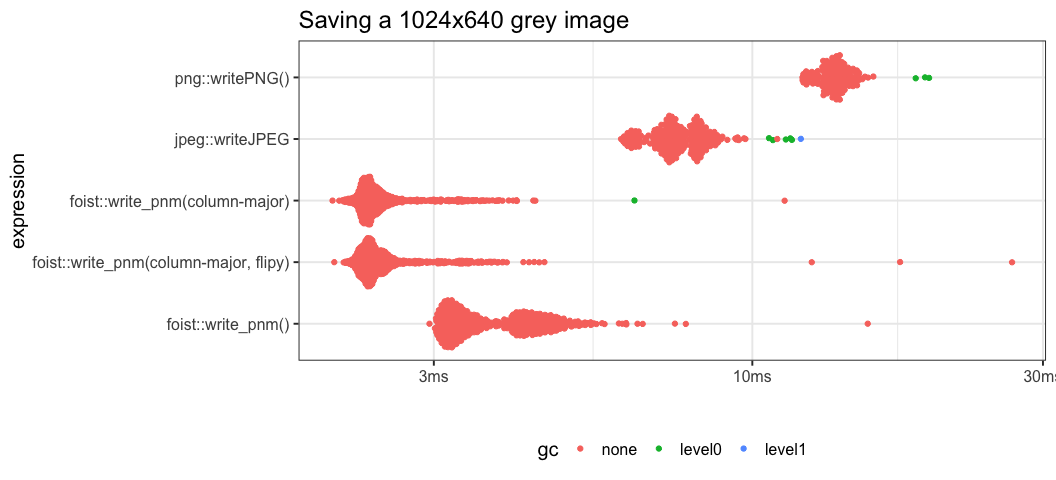 Saving a 1024x640 grey image
expression
png::writePNG()
jpeg::writeJPEG
foist::write_pnm(column-major)
foist::write_pnm(column-major, flipy)
foist::write_pnm()
3ms 10ms 30ms
gc none level0 level1